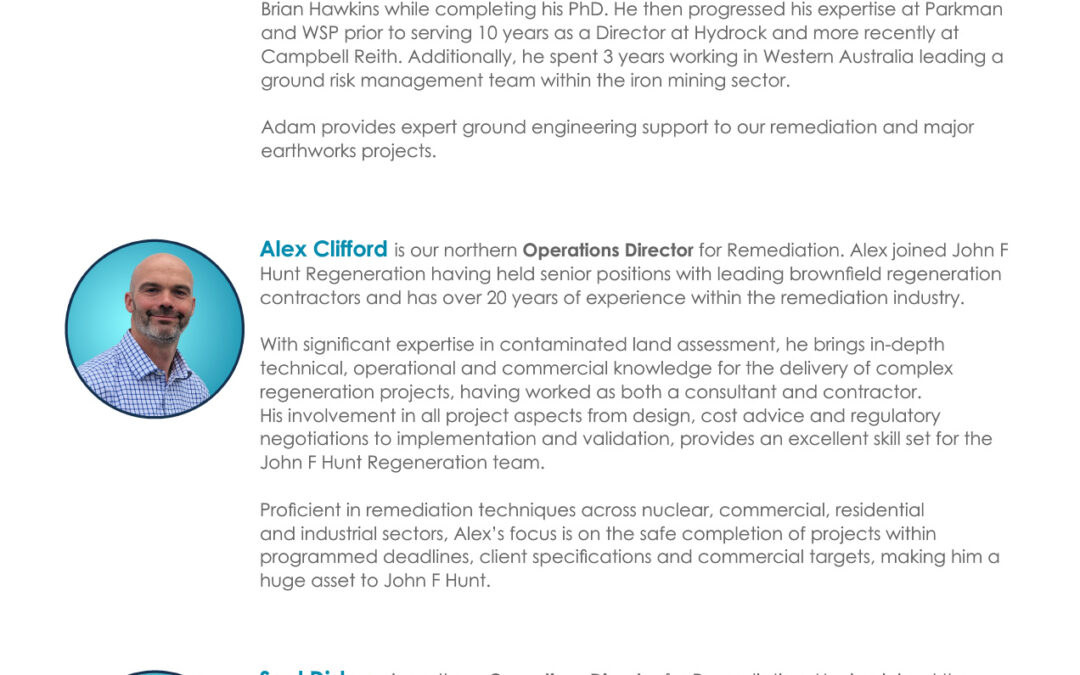 Brian Hawkins while completing his PhD. He then progressed his expertise at Parkman
and WSP prior to serving 10 years as a Director at Hydrock and more recently at
Campbell Reith. Additionally, he spent 3 years working in Western Australia leading a
ground risk management team within the iron mining sector.
Adam provides expert ground engineering support to our remediation and major
earthworks projects.
Alex Clifford is our northern Operations Director for Remediation. Alex joined John F
Hunt Regeneration having held senior positions with leading brownfield regeneration
contractors and has over 20 years of experience within the remediation industry.
With significant expertise in contaminated land assessment, he brings in-depth
technical, operational and commercial knowledge for the delivery of complex
regeneration projects, having worked as both a consultant and contractor.
His involvement in all project aspects from design, cost advice and regulatory
negotiations to implementation and validation, provides an excellent skill set for the
John F Hunt Regeneration team.
Proficient in remediation techniques across nuclear, commercial, residential
and industrial sectors, Alex’s focus is on the safe completion of projects within
programmed deadlines, client specifications and commercial targets, making him a
huge asset to John F Hunt.